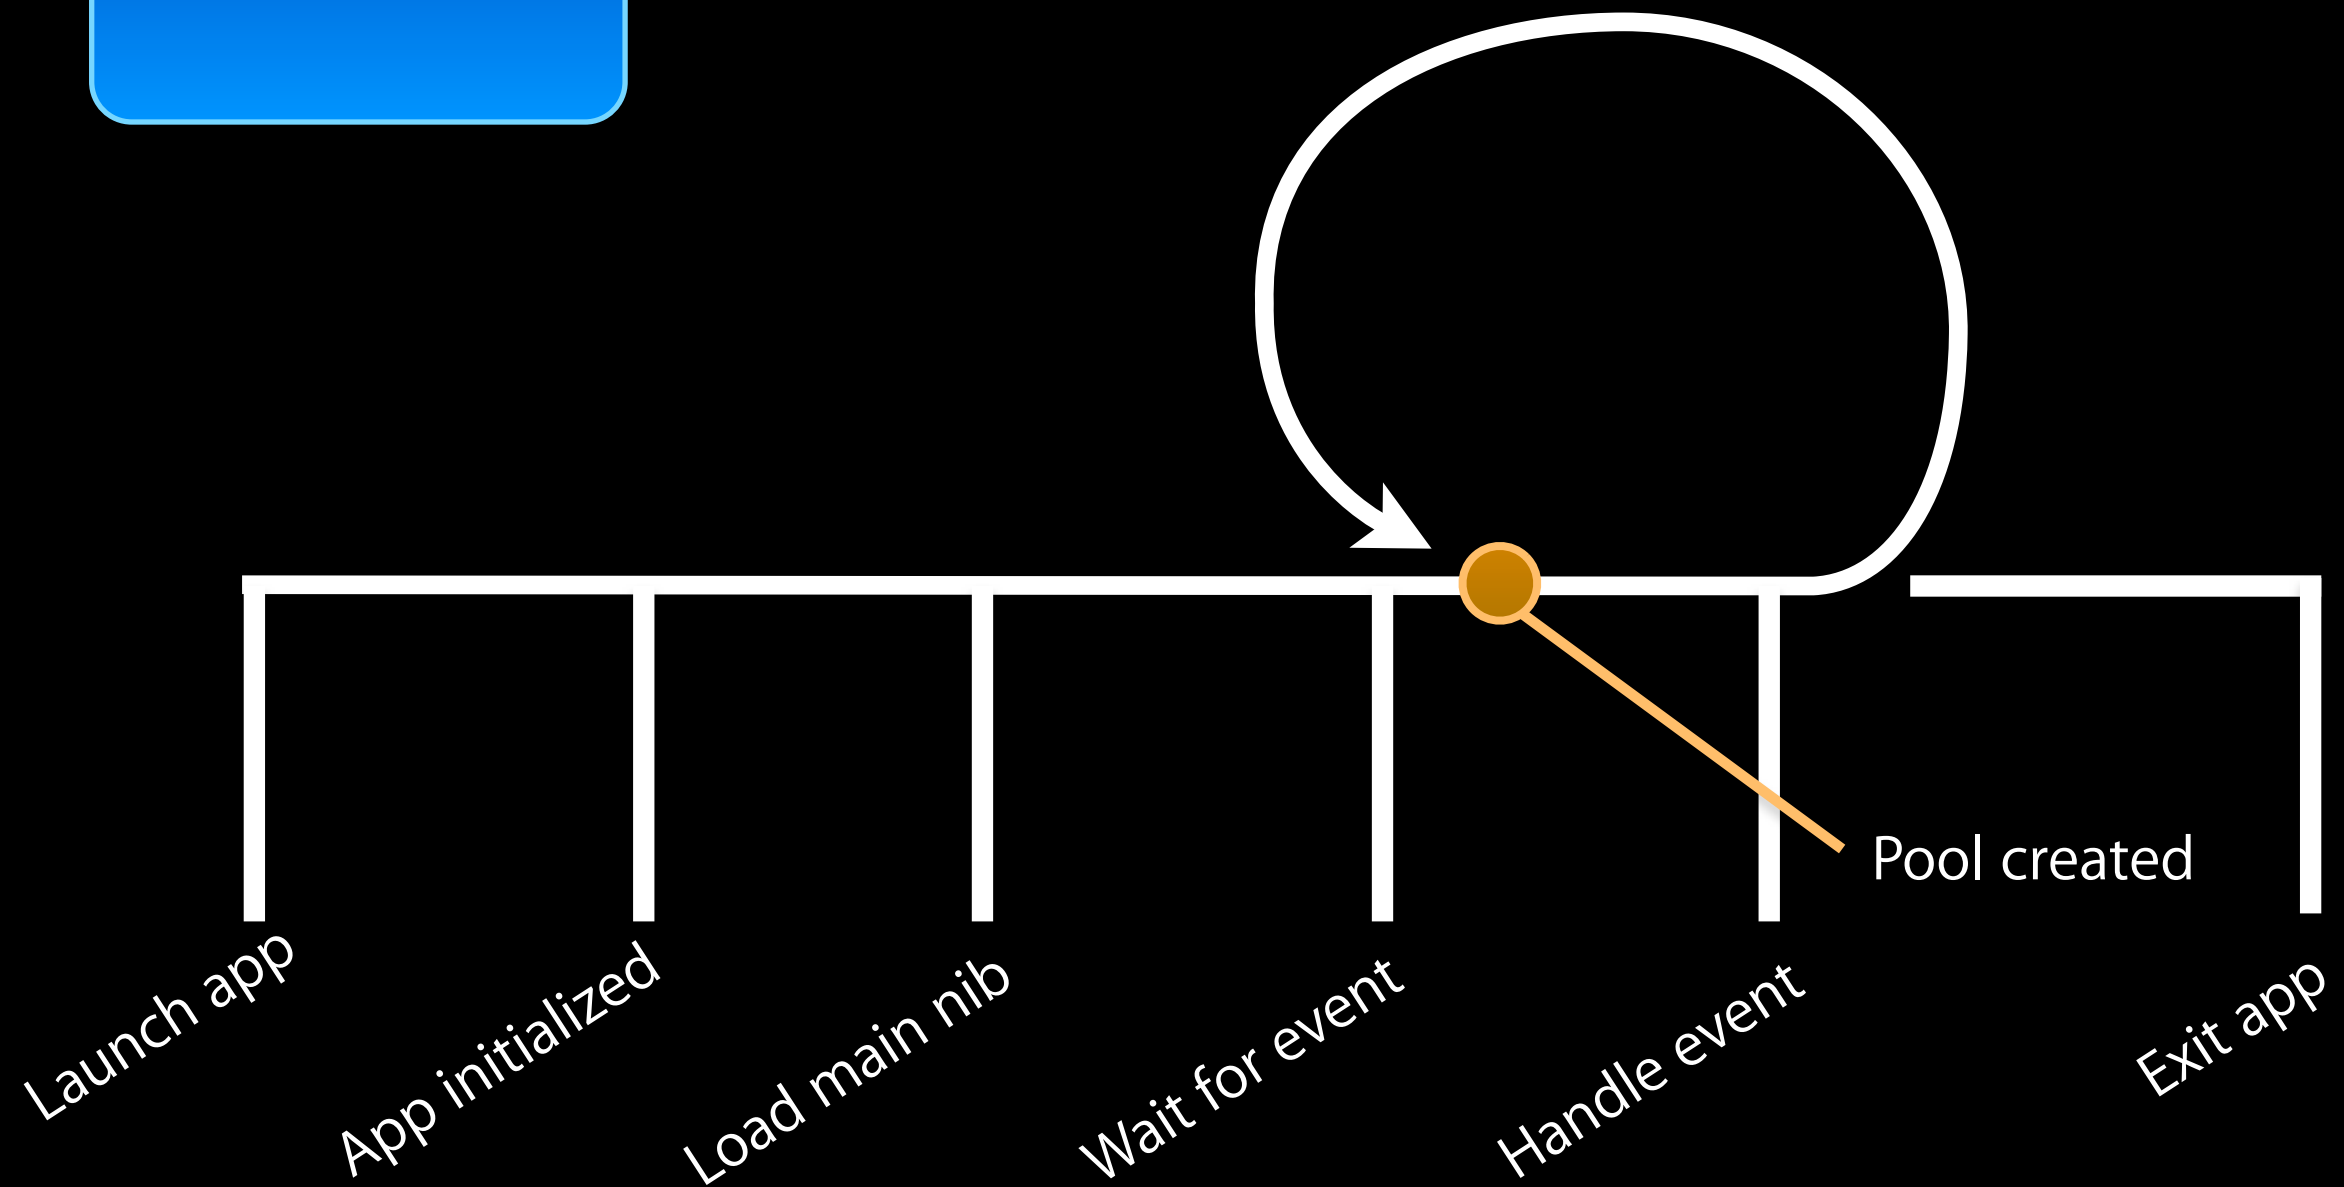 Pool created
Launch app
App initialized
Load main nib
Wait for event
Handle event
Exit app